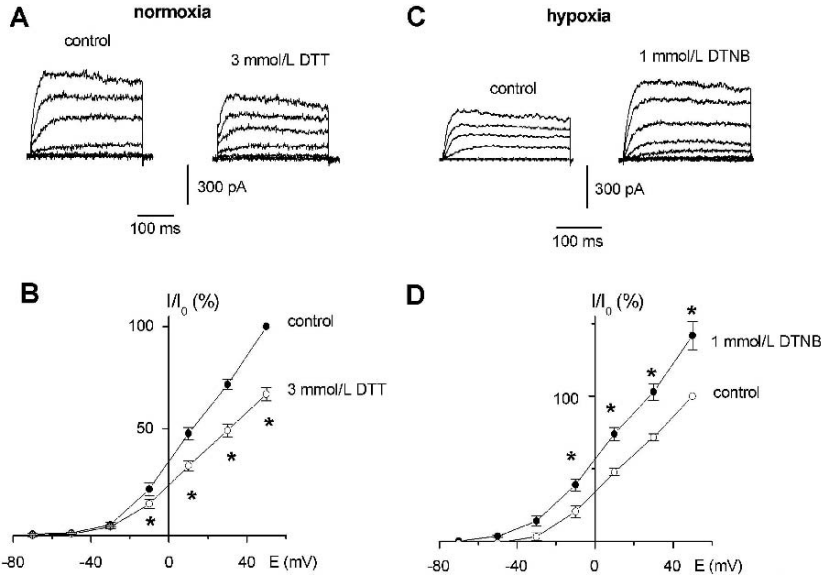 A
normoxia
control
3 mmol/L DTT
300 pA
100 ms
C
hypoxia
control
1 mmol/L DTNB
300 pA
100 ms
B
I/I0 (%)
100
50
control
3 mmol/L DTT
*
*
*
*
-80
-40
0
40
E (mV)
D
I/I0 (%)
100
1 mmol/L DTNB
control
*
*
*
*
*
-80
-40
0
40
E (mV)